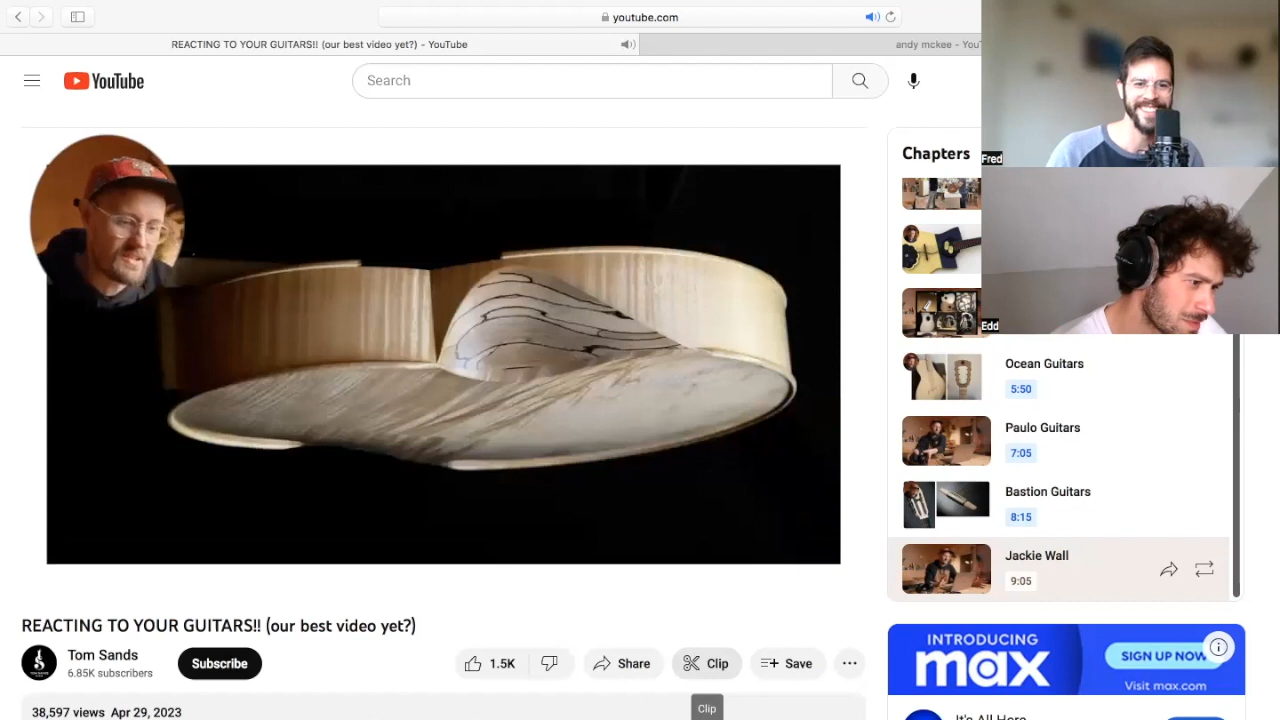 youtube.com
REACTING TO YOUR GUITARS!! (our best video yet?) - YouTube
andy mckee - You
YouTube
Search
Chapters
Fred
Edd
Ocean Guitars
5:50
Paulo Guitars
7:05
Bastion Guitars
8:15
Jackie Wall
9:05
REACTING TO YOUR GUITARS!! (our best video yet?)
Tom Sands
6.85K subscribers
Subscribe
1.5K
Share
Clip
Save
INTRODUCING
max
SIGN UP NOW
Visit max.com
38,597 views Apr 29, 2023
Clip
It's All Here